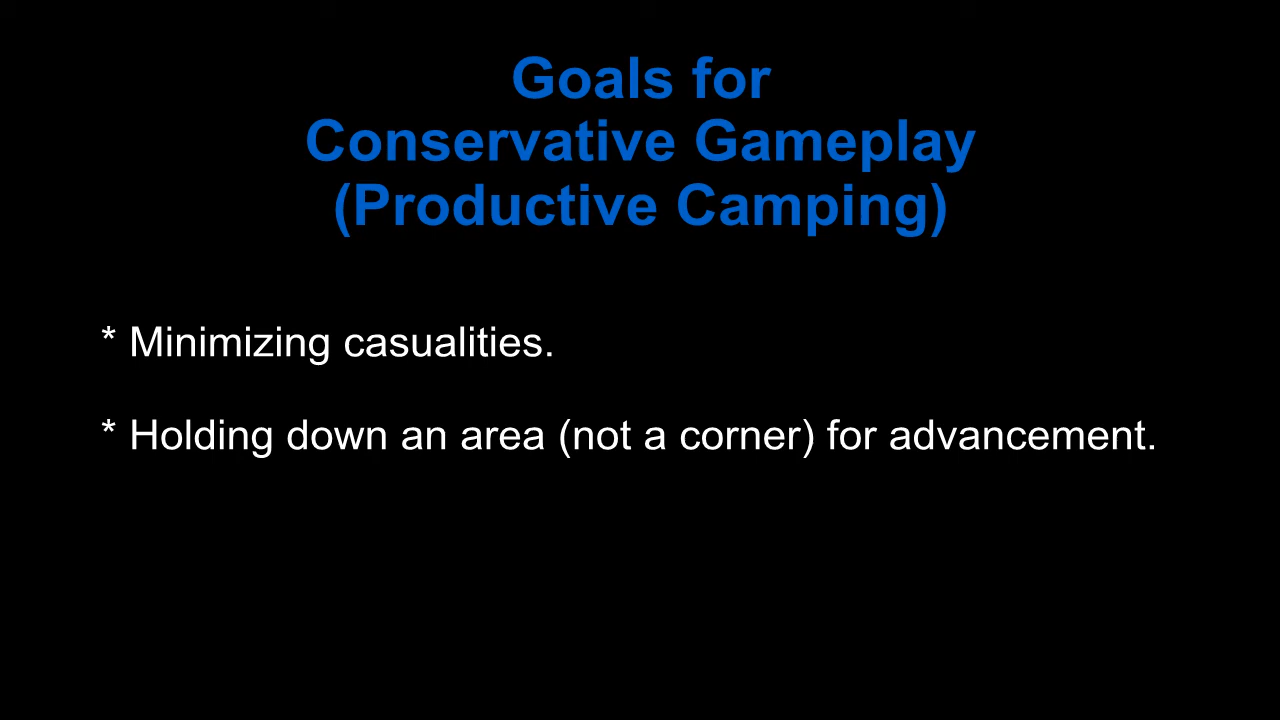 Goals for
Conservative Gameplay
(Productive Camping)
* Minimizing casualities.
* Holding down an area (not a corner) for advancement.